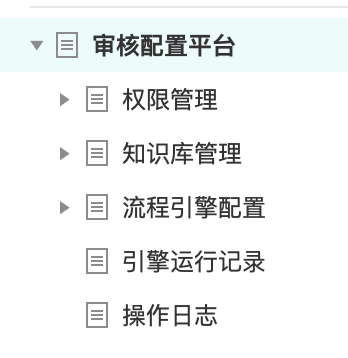 审核配置平台
权限管理
知识库管理
流程引擎配置
引擎运行记录
操作日志